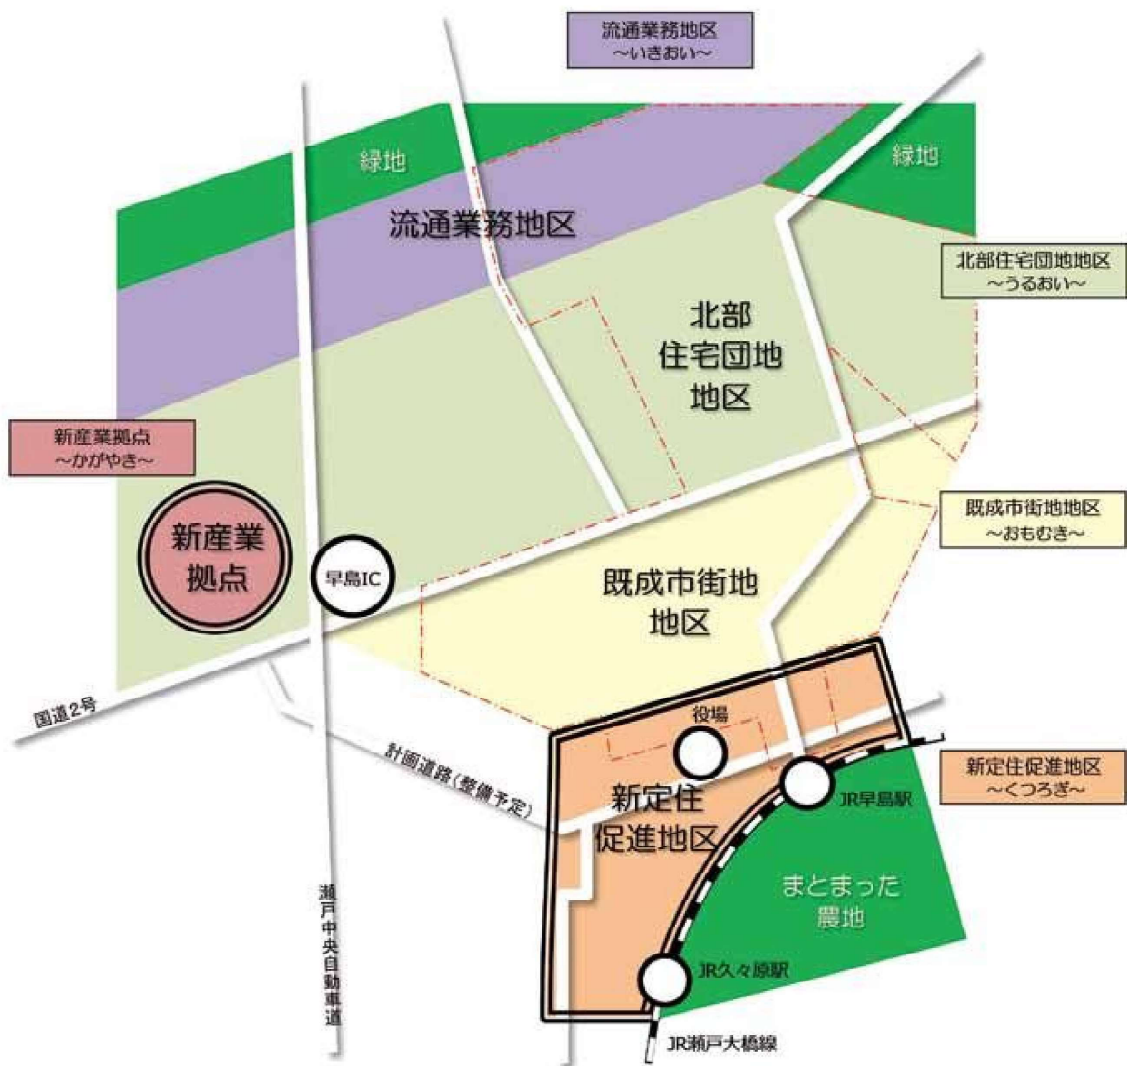 流通業務地区
～いきおい～
緑地
緑地
流通業務地区
北部住宅団地地区
～うるおい～
北部
住宅団地
地区
新産業拠点
～かがやき～
新産業
拠点
早島IC
既成市街地地区
～おもむき～
既成市街地
地区
国道2号
役場
計画道路（整備予定）
新定住促進地区
～くつろぎ～
新定住
促進地区
JR早島駅
まとまった
農地
瀬戸中央自動車道
JR久々原駅
JR瀬戸大橋線